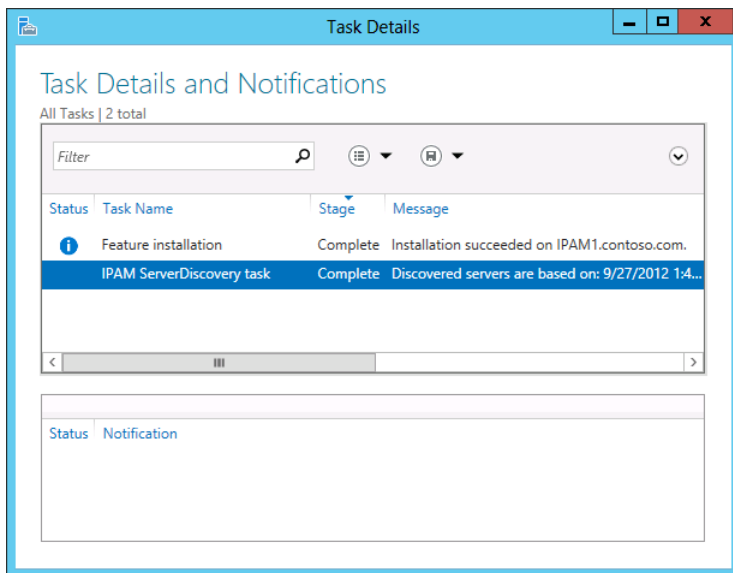 Task Details
Task Details and Notifications
All Tasks | 2 total
Filter
Status Task Name Stage Message
Feature installation Complete Installation succeeded on IPAM1.contoso.com.
IPAM ServerDiscovery task Complete Discovered servers are based on: 9/27/2012 1:4...
Status Notification